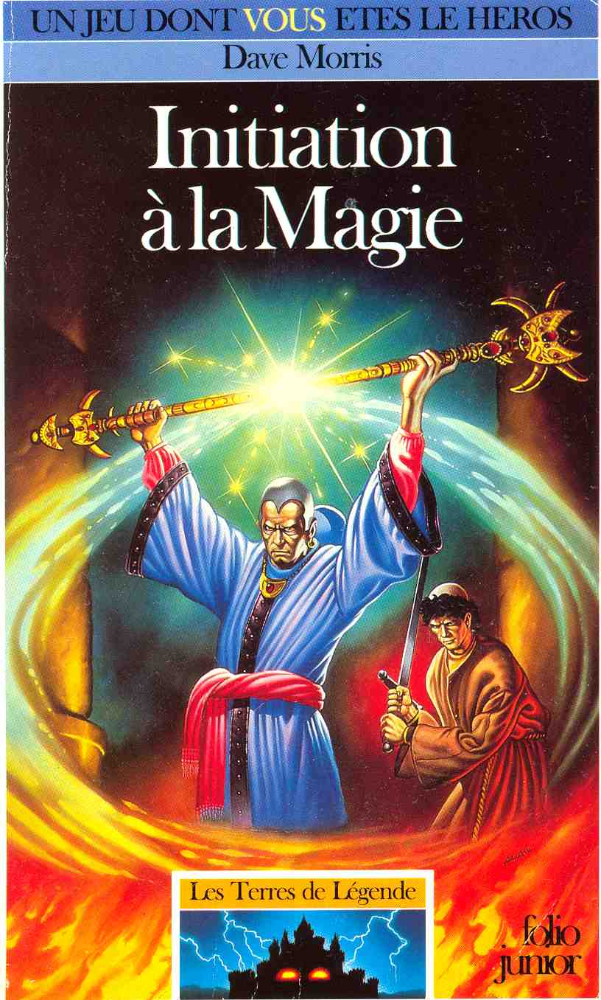 UN JEU DONT VOUS ETES LE HEROS
Dave Morris
Initiation
à la Magie
Les Terres de Légende
folio
junior